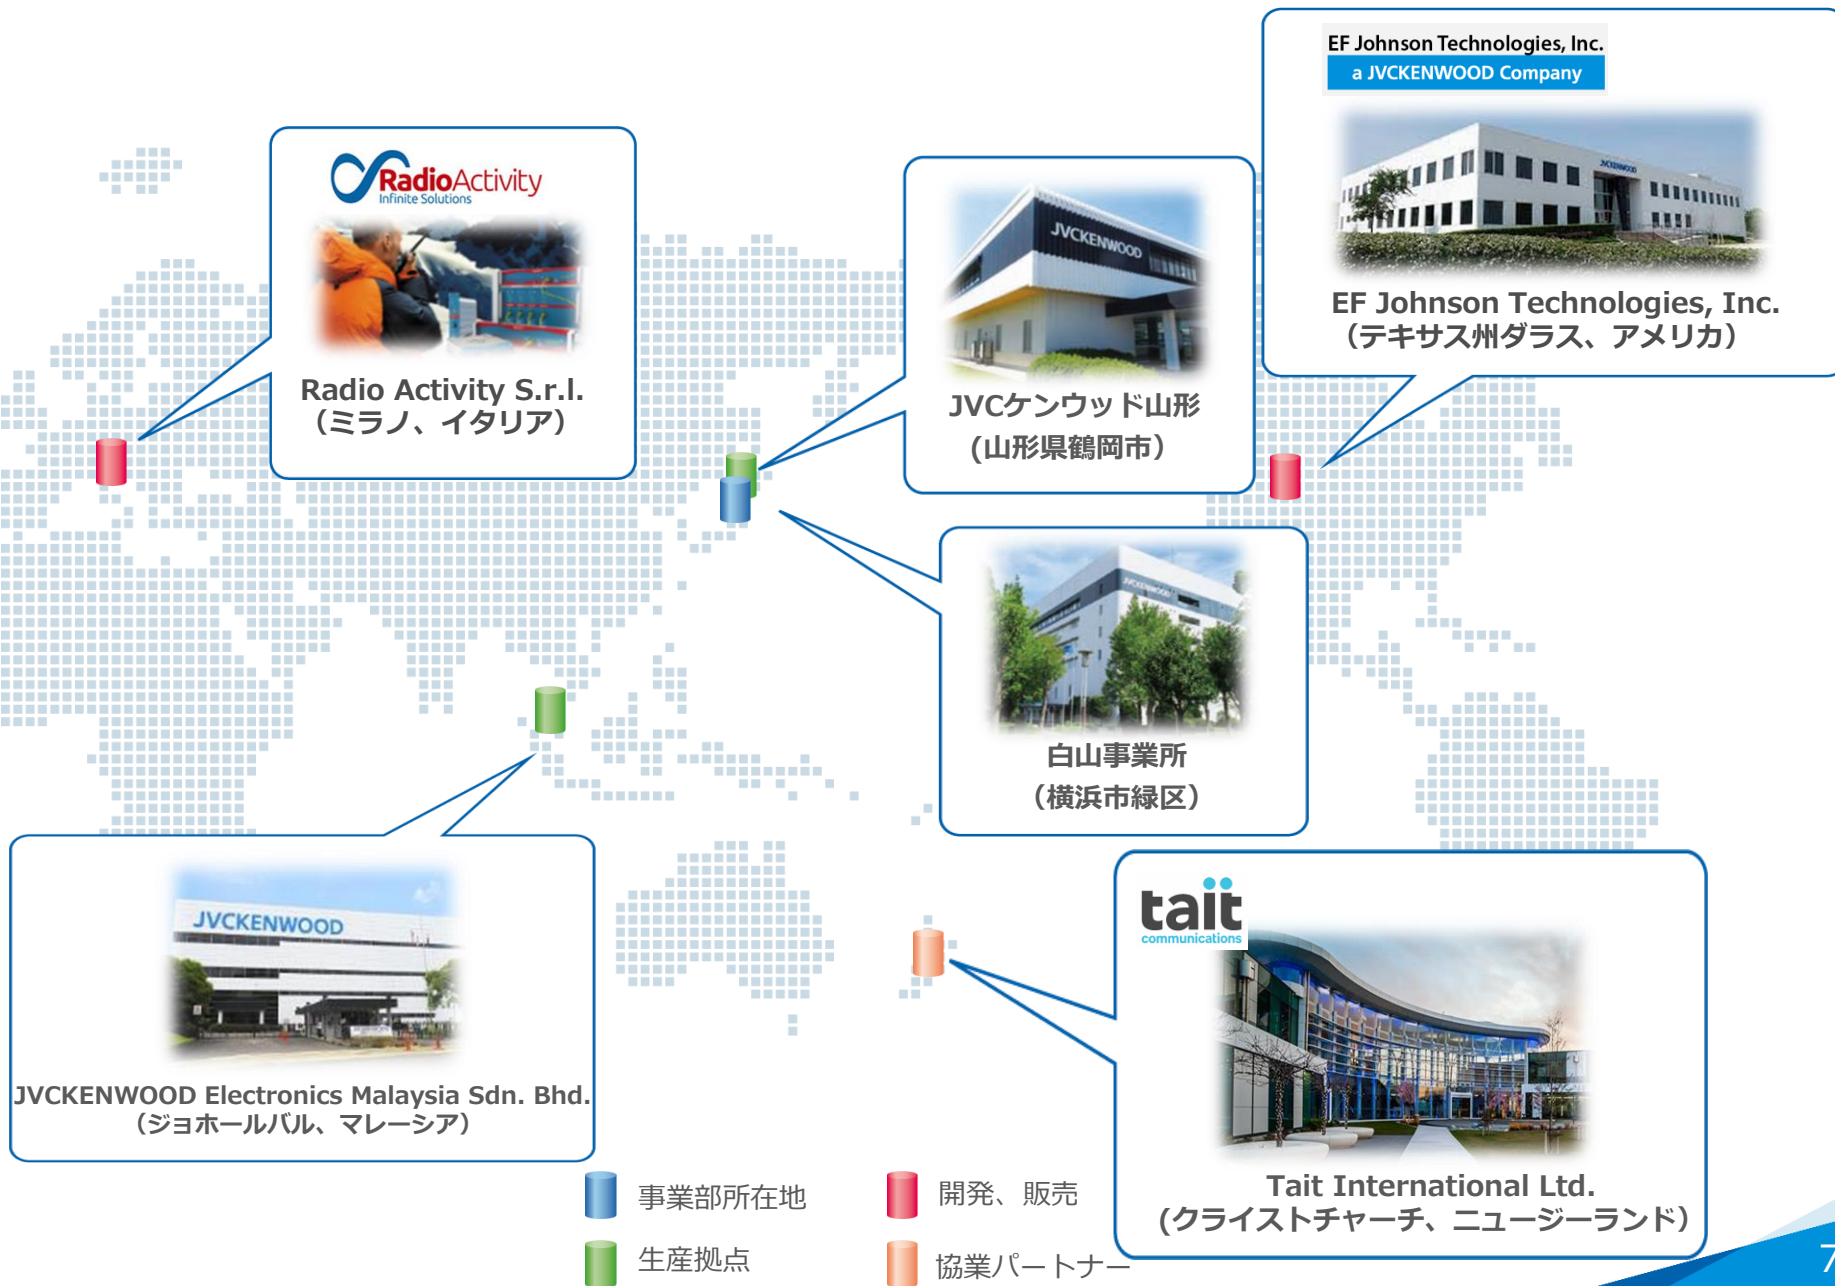 EF Johnson Technologies, Inc.
a JVCKENWOOD Company
JVCKENWOOD
EF Johnson Technologies, Inc.
（テキサス州ダラス、アメリカ）
RadioActivity
Infinite Solutions
Radio Activity S.r.l.
（ミラノ、イタリア）
JVCKENWOOD
JVCケンウッド山形
(山形県鶴岡市）
JVCKENWOOD
白山事業所
（横浜市緑区）
JVCKENWOOD
JVCKENWOOD Electronics Malaysia Sdn. Bhd.
（ジョホールバル、マレーシア）
tait
communications
Tait International Ltd.
(クライストチャーチ、ニュージーランド）
事業部所在地
開発、販売
生産拠点
協業パートナー
7